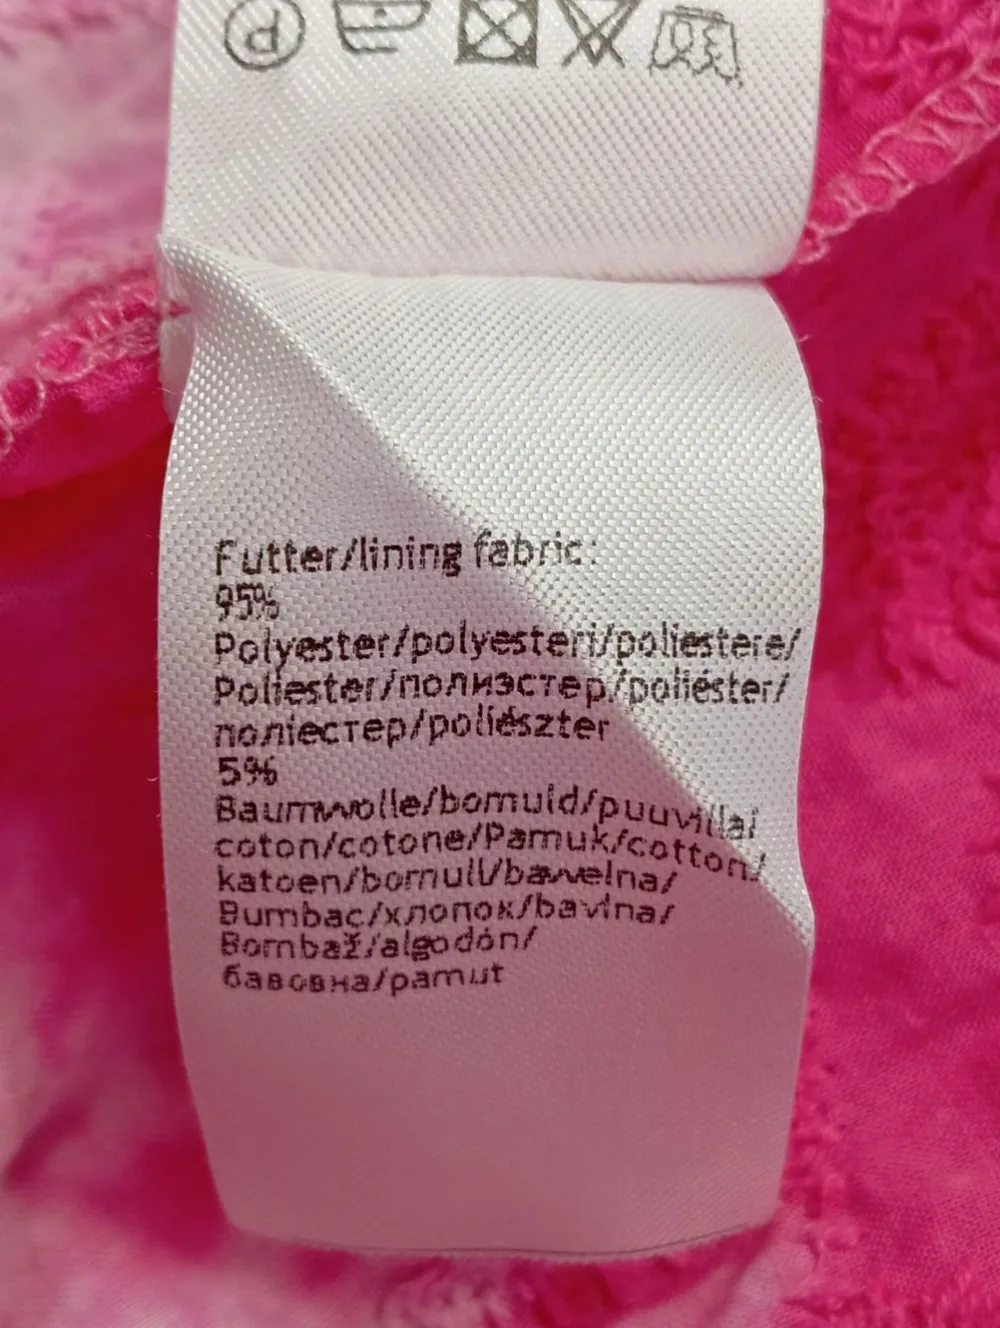 Futter/lining fabric:
95%
Polyester/polyesteri/poliestere/
Poliester/полиэстер/poliéster/
поліестер/poliészter
5%
Baumwolle/bomuld/puuvilla/
coton/cotone/Pamuk/cotton/
katoen/bomull/bawełna/
Bumbac/хлопок/bavlna/
Bombaž/algodón/
бавовна/pamut